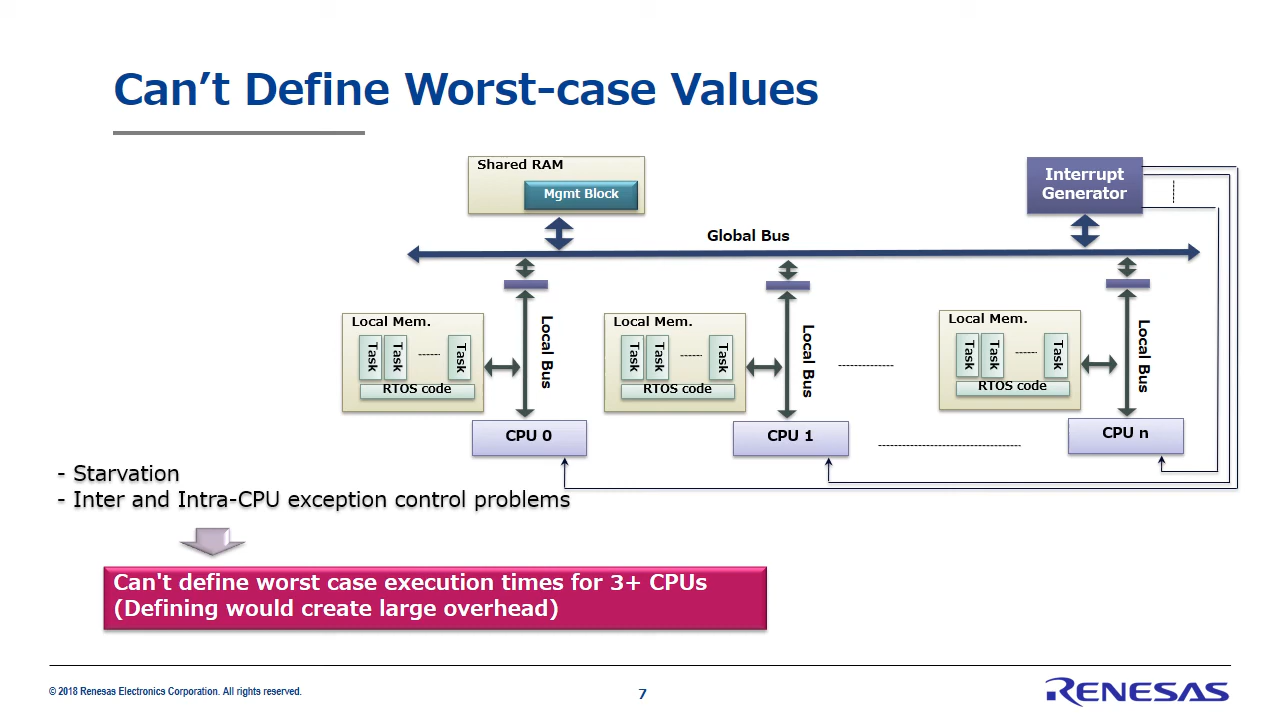 Can’t Define Worst-case Values
Shared RAM
Mgmt Block
Interrupt
Generator
Global Bus
Local Mem.
Task
Task
Task
RTOS code
Local Bus
CPU 0
Local Mem.
Task
Task
Task
RTOS code
Local Bus
CPU 1
Local Mem.
Task
Task
Task
RTOS code
Local Bus
CPU n
- Starvation
- Inter and Intra-CPU exception control problems
Can't define worst case execution times for 3+ CPUs
(Defining would create large overhead)
© 2018 Renesas Electronics Corporation. All rights reserved.
7
RENESAS